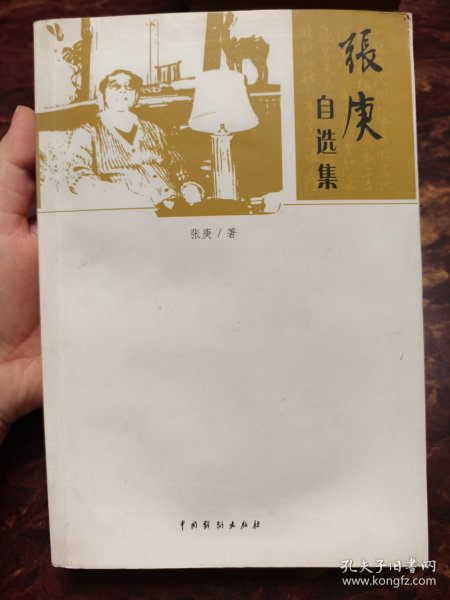 張庚
自选集
张庚 / 著
中国戏剧出版社
孔夫子旧书网
www.kongfz.com